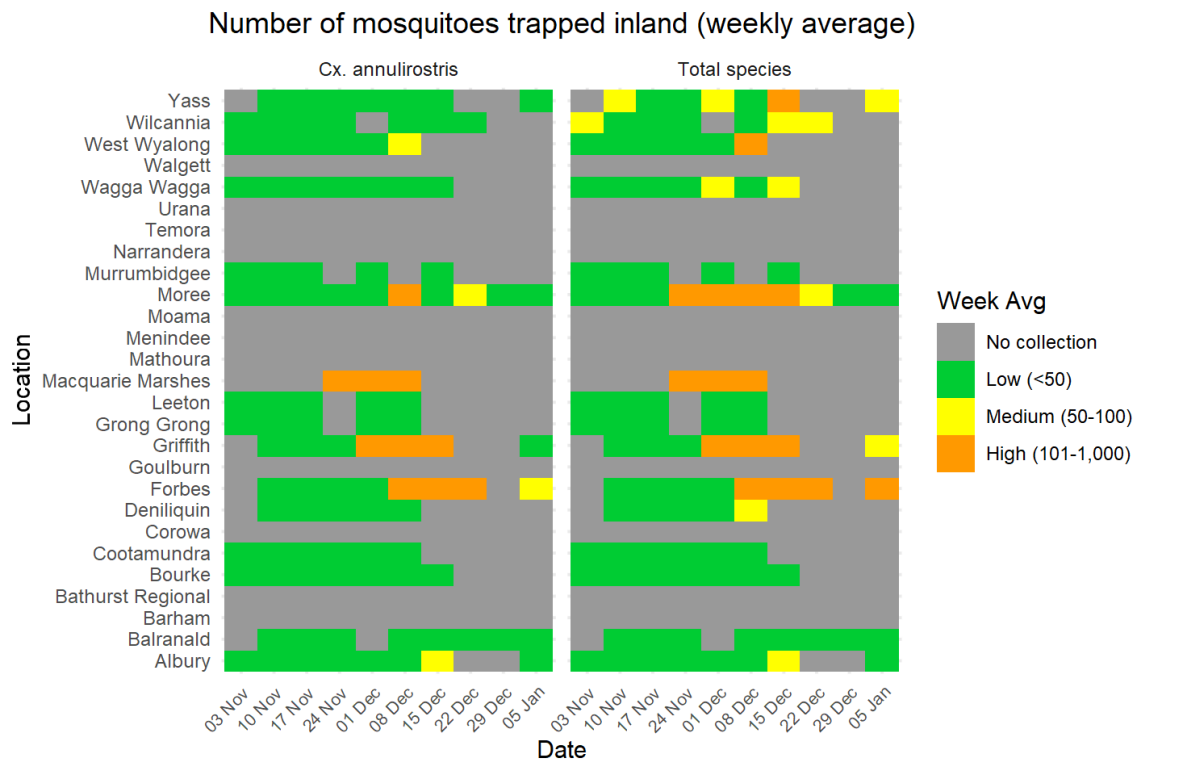 Number of mosquitoes trapped inland (weekly average)
Cx. annulirostris
Total species
Location
Yass
Wilcannia
West Wyalong
Walgett
Wagga Wagga
Urana
Temora
Narrandera
Murrumbidgee
Moree
Moama
Menindee
Mathoura
Macquarie Marshes
Leeton
Grong Grong
Griffith
Goulburn
Forbes
Deniliquin
Corowa
Cootamundra
Bourke
Bathurst Regional
Barham
Balranald
Albury
03 Nov
10 Nov
17 Nov
24 Nov
01 Dec
08 Dec
15 Dec
22 Dec
29 Dec
05 Jan
03 Nov
10 Nov
17 Nov
24 Nov
01 Dec
08 Dec
15 Dec
22 Dec
29 Dec
05 Jan
Date
Week Avg
No collection
Low (<50)
Medium (50-100)
High (101-1,000)